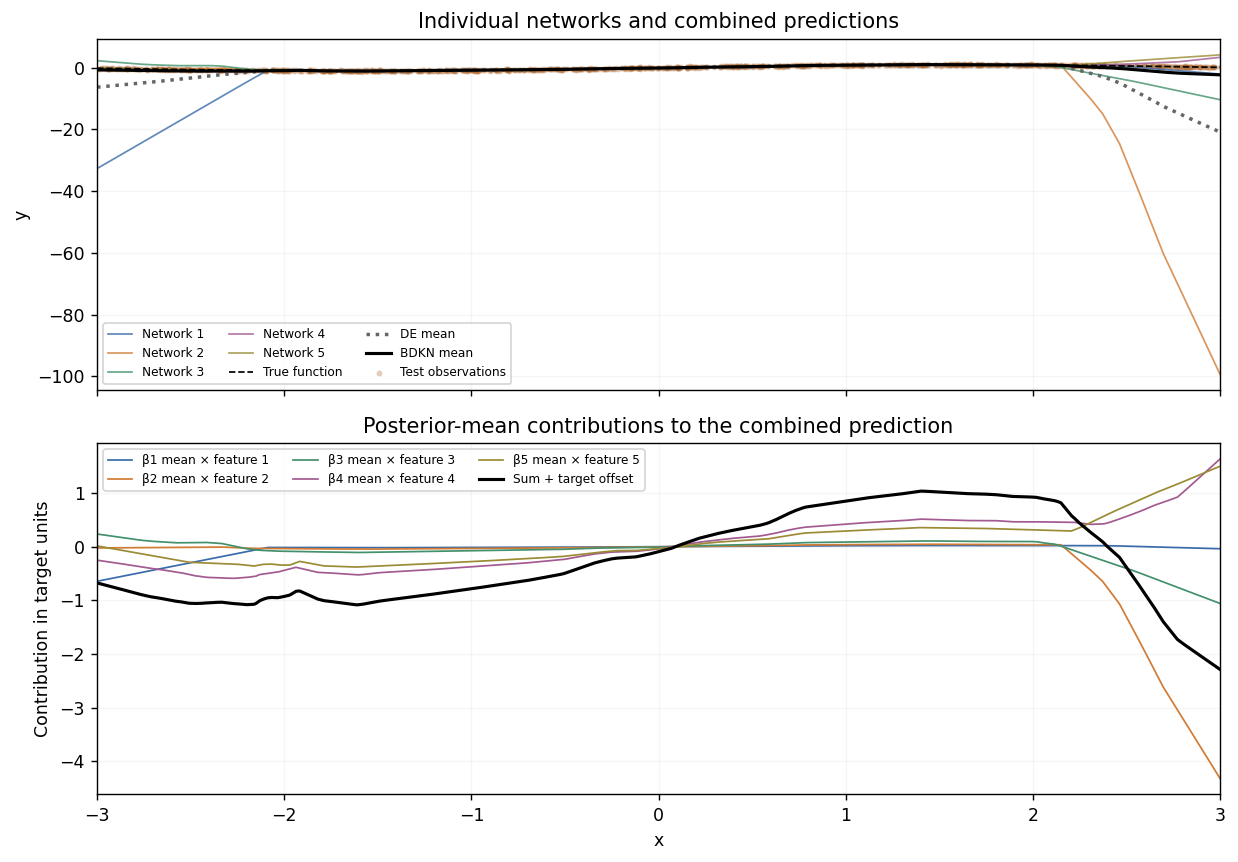 Individual networks and combined predictions
y
0
−20
−40
−60
−80
−100
Network 1
Network 2
Network 3
Network 4
Network 5
True function
DE mean
BDKN mean
Test observations
Posterior-mean contributions to the combined prediction
Contribution in target units
1
0
−1
−2
−3
−4
β1 mean × feature 1
β2 mean × feature 2
β3 mean × feature 3
β4 mean × feature 4
β5 mean × feature 5
Sum + target offset
−3
−2
−1
0
1
2
3
x